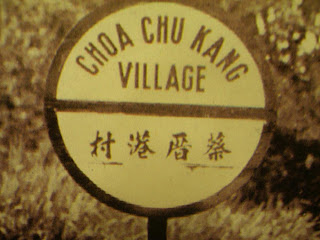 CHOA CHU KANG
VILLAGE
蔡厝港村